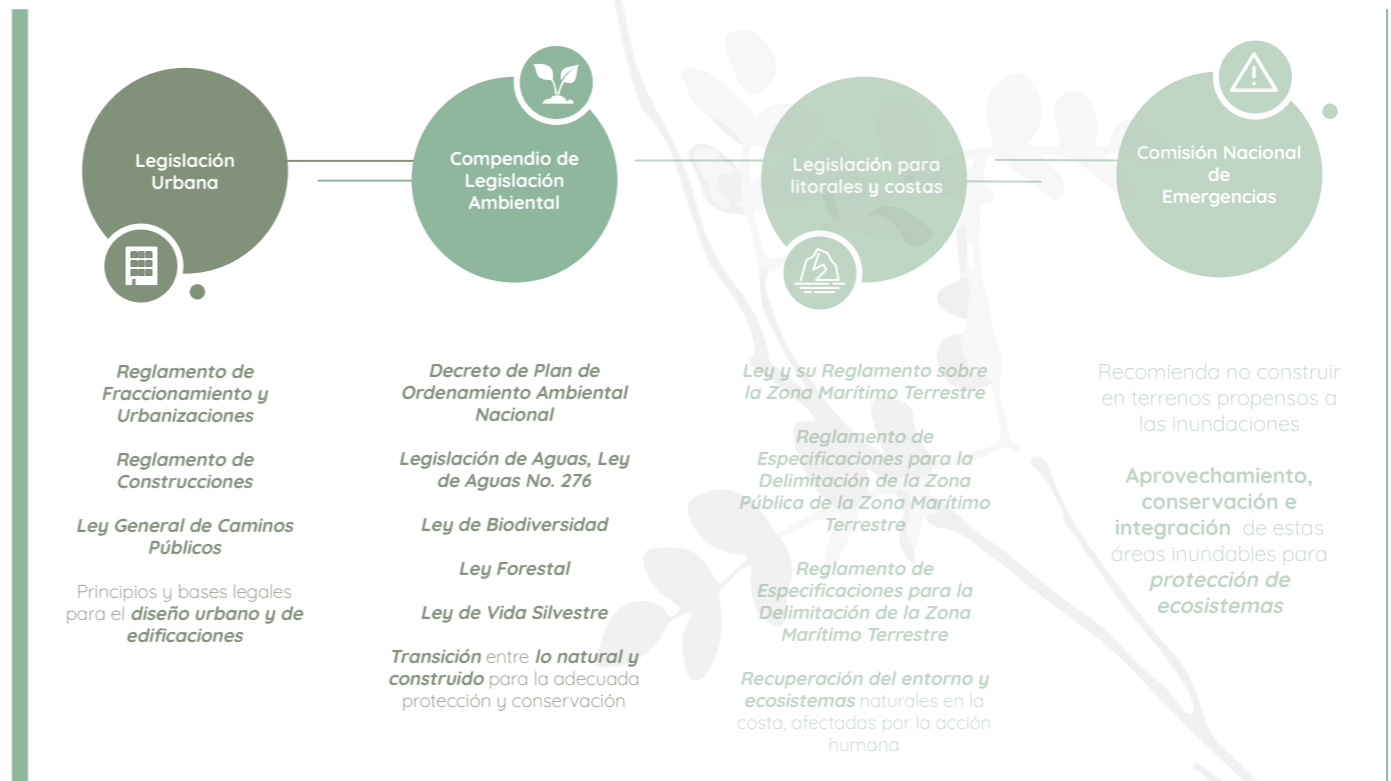 Legislación
Urbana
Compendio de
Legislación
Ambiental
Legislación para
litorales y costas
Comisión Nacional
de
Emergencias
Reglamento de
Fraccionamiento y
Urbanizaciones
Reglamento de
Construcciones
Ley General de Caminos
Públicos
Principios y bases legales
para el diseño urbano y de
edificaciones
Decreto de Plan de
Ordenamiento Ambiental
Nacional
Legislación de Aguas, Ley
de Aguas No. 276
Ley de Biodiversidad
Ley Forestal
Ley de Vida Silvestre
Transición entre lo natural y
construido para la adecuada
protección y conservación
Ley y su Reglamento sobre
la Zona Marítimo Terrestre
Reglamento de
Especificaciones para la
Delimitación de la Zona
Pública de la Zona Marítimo
Terrestre
Reglamento de
Especificaciones para la
Delimitación de la Zona
Marítimo Terrestre
Recuperación del entorno y
ecosistemas naturales en la
costa, afectadas por la acción
humana
Recomienda no construir
en terrenos propensos a
las inundaciones
Aprovechamiento,
conservación e
integración de estas
áreas inundables para
protección de
ecosistemas